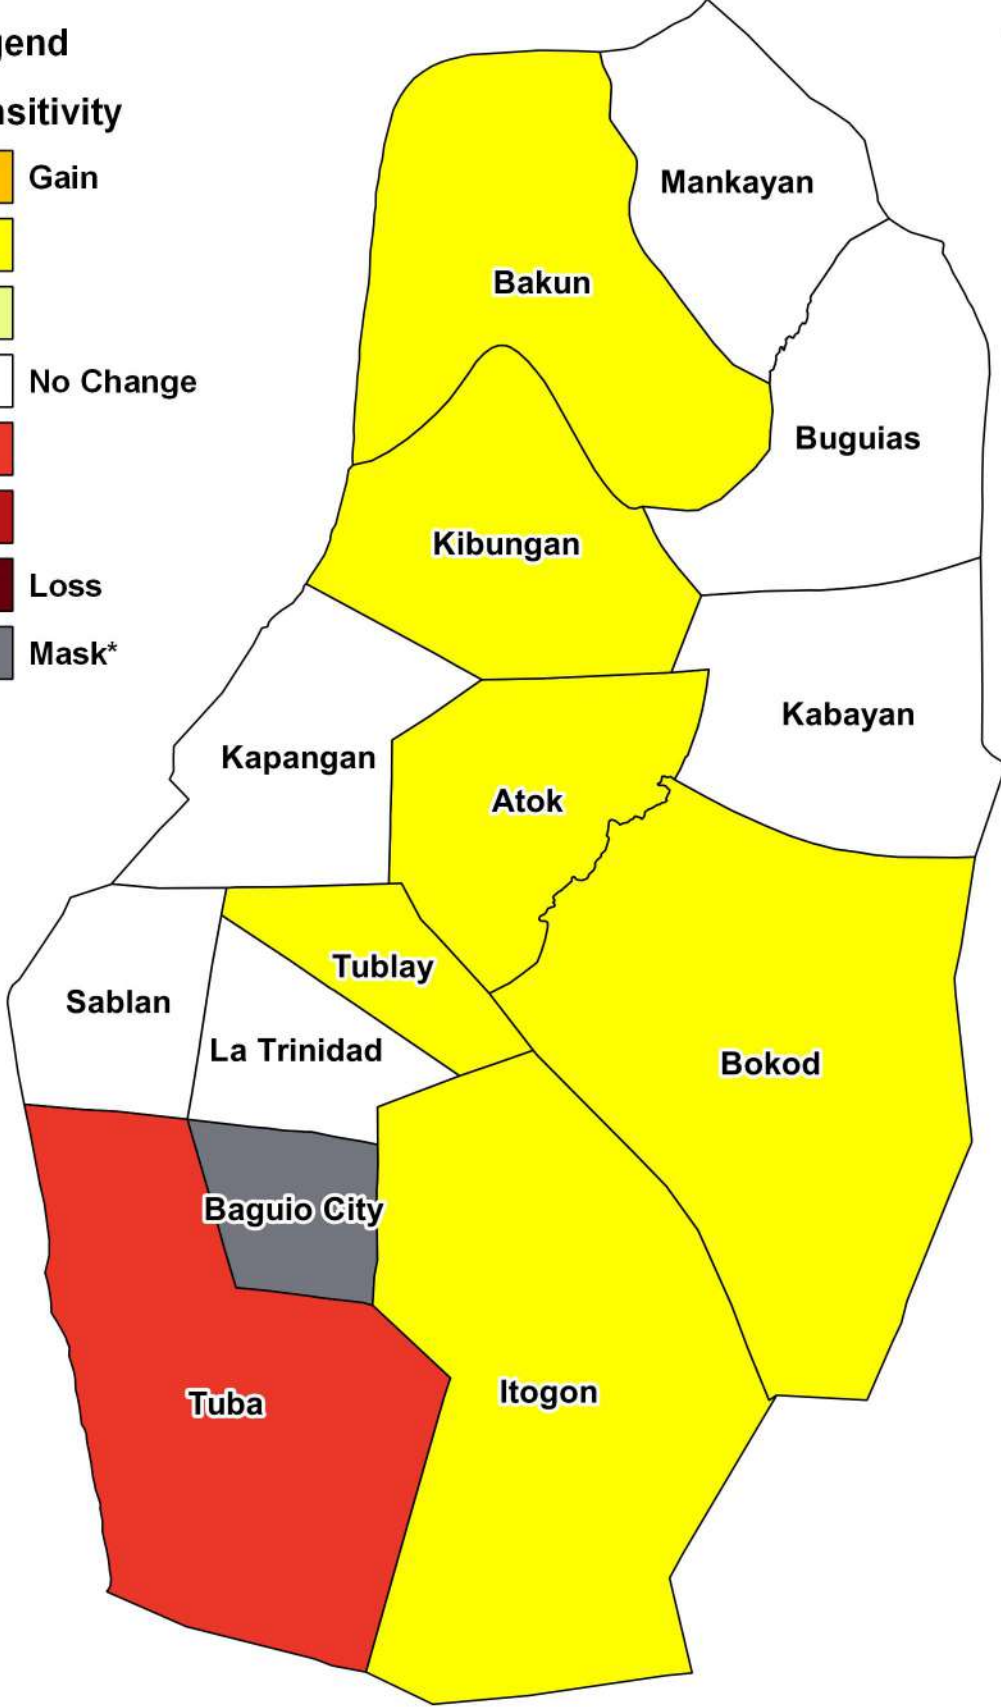 gend
nsitivity
Gain
No Change
Loss
Mask*
Mankayan
Bakun
Buguias
Kibungan
Kabayan
Kapangan
Atok
Tublay
Sablan
La Trinidad
Bokod
Baguio City
Itogon
Tuba